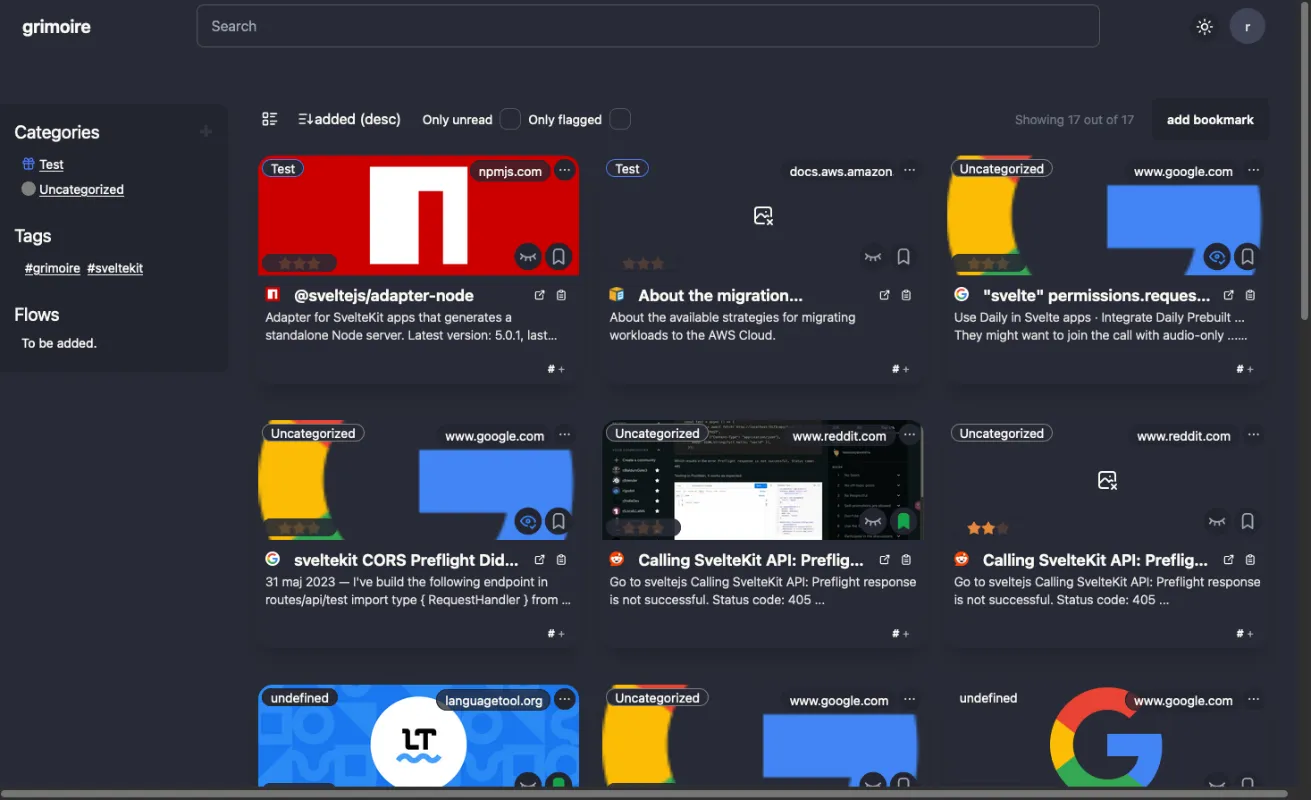 grimoire
Search
r
Categories
+
Test
Uncategorized
Tags
#grimoire #sveltekit
Flows
To be added.
added (desc)
Only unread
Only flagged
Showing 17 out of 17
add bookmark
Test
npmjs.com
@sveltejs/adapter-node
Adapter for SvelteKit apps that generates a
standalone Node server. Latest version: 5.0.1, last...
# +
Test
docs.aws.amazon
About the migration...
About the available strategies for migrating
workloads to the AWS Cloud.
# +
Uncategorized
www.google.com
"svelte" permissions.reques...
Use Daily in Svelte apps · Integrate Daily Prebuilt ...
They might want to join the call with audio-only ......
# +
Uncategorized
www.google.com
sveltekit CORS Preflight Did...
31 maj 2023 — I've build the following endpoint in
routes/api/test import type { RequestHandler } from ...
# +
Uncategorized
www.reddit.com
Calling SvelteKit API: Preflig...
Go to sveltejs Calling SvelteKit API: Preflight response
is not successful. Status code: 405 ...
# +
Uncategorized
www.reddit.com
Calling SvelteKit API: Preflig...
Go to sveltejs Calling SvelteKit API: Preflight response
is not successful. Status code: 405 ...
# +
undefined
languagetool.org
LT
Uncategorized
www.google.com
undefined
www.google.com